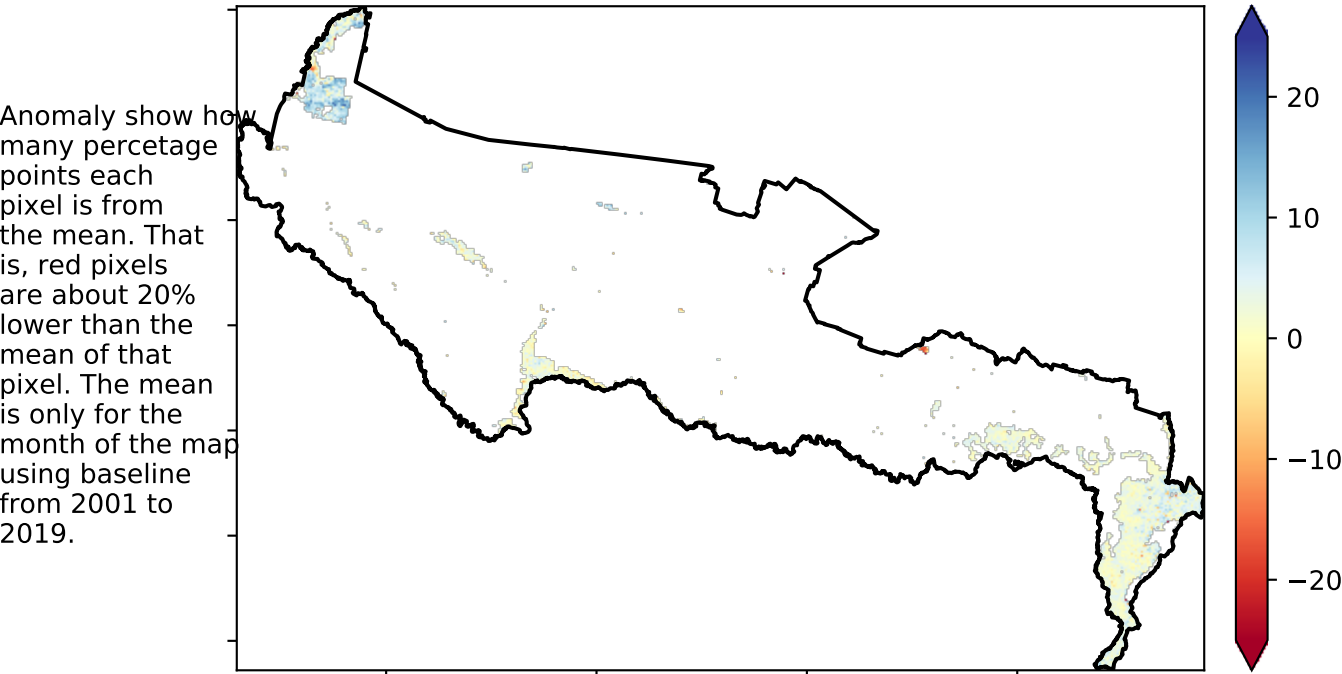 Anomaly show how
many percetage
points each
pixel is from
the mean. That
is, red pixels
are about 20%
lower than the
mean of that
pixel. The mean
is only for the
month of the map
using baseline
from 2001 to
2019.
20
10
0
−10
−20